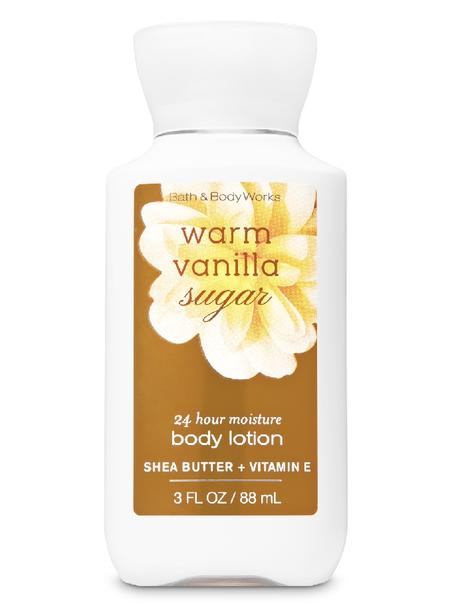 Bath & Body Works
warm
vanilla
sugar
24 hour moisture
body lotion
SHEA BUTTER + VITAMIN E
3 FL OZ / 88 mL